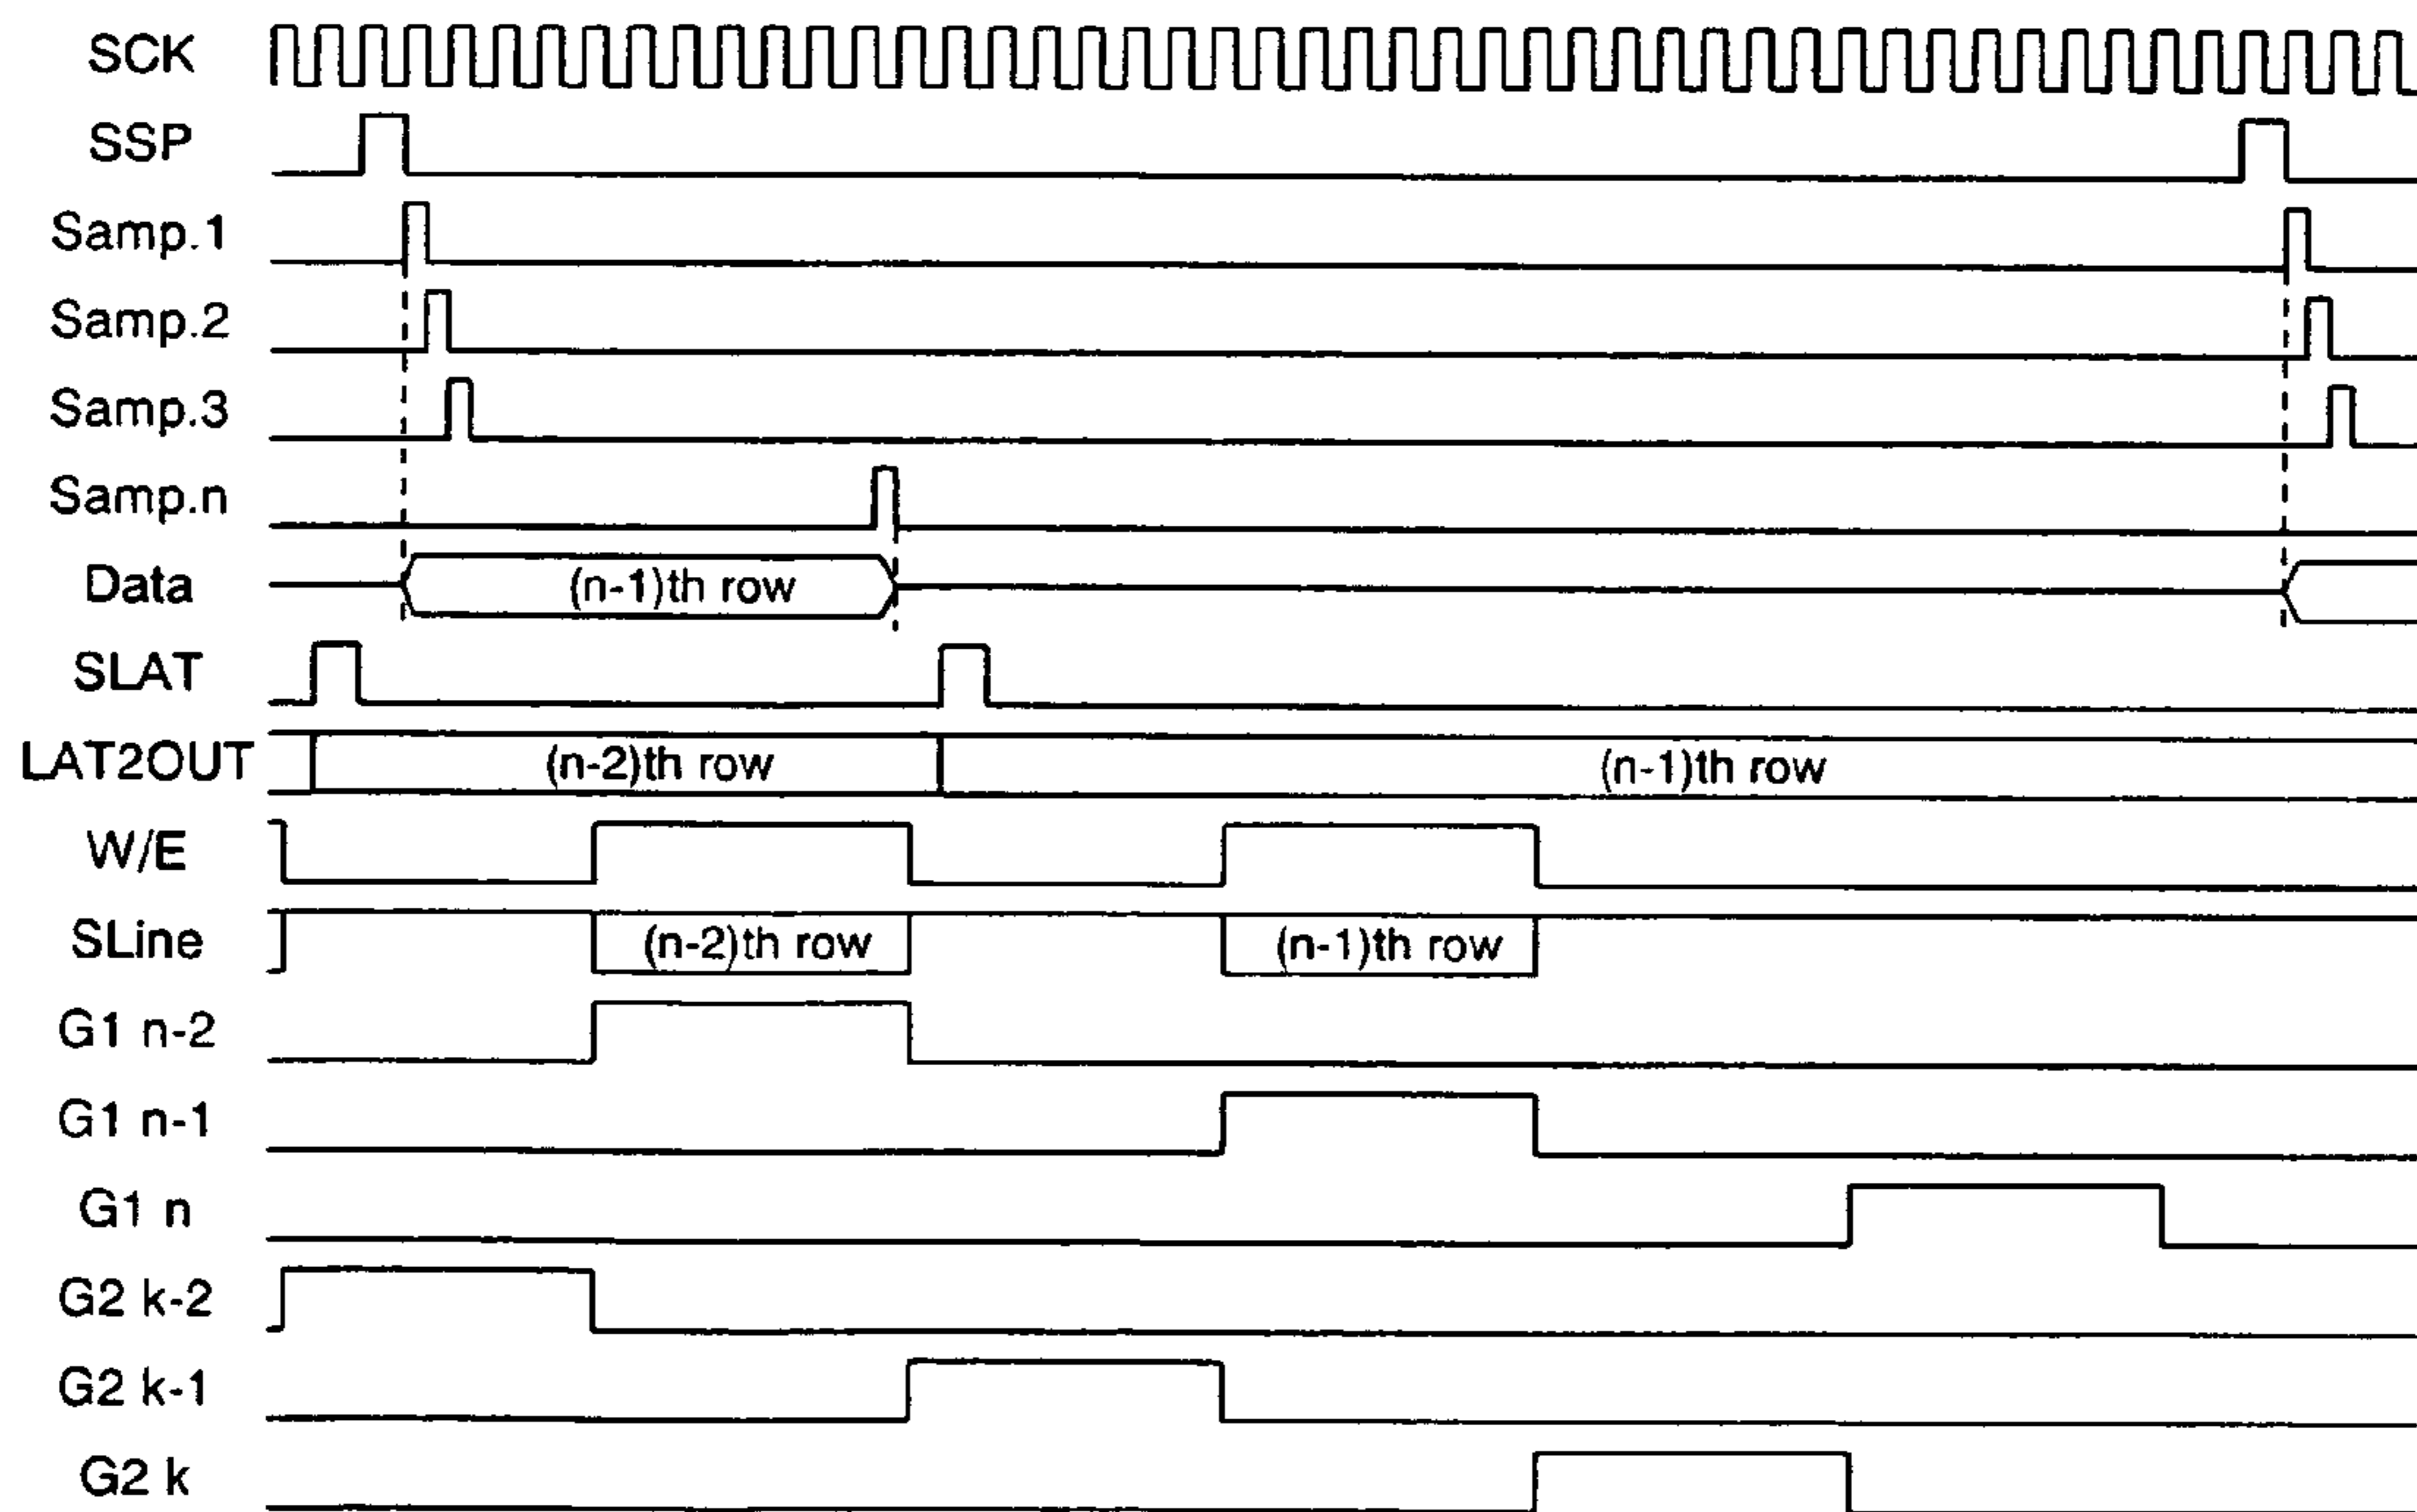 SCK
SSP
Samp.1
Samp.2
Samp.3
Samp.n
Data (n-1)th row
SLAT
LAT2OUT (n-2)th row (n-1)th row
W/E
SLine (n-2)th row (n-1)th row
G1 n-2
G1 n-1
G1 n
G2 k-2
G2 k-1
G2 k